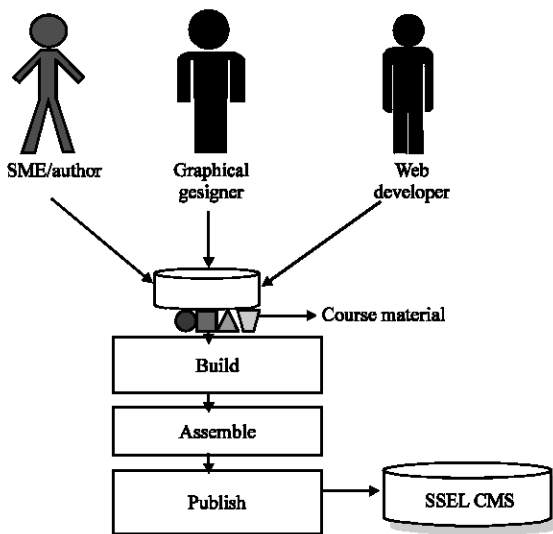 SME/author
Graphical
gesigner
Web
developer
Course material
Build
Assemble
Publish
SSEL CMS